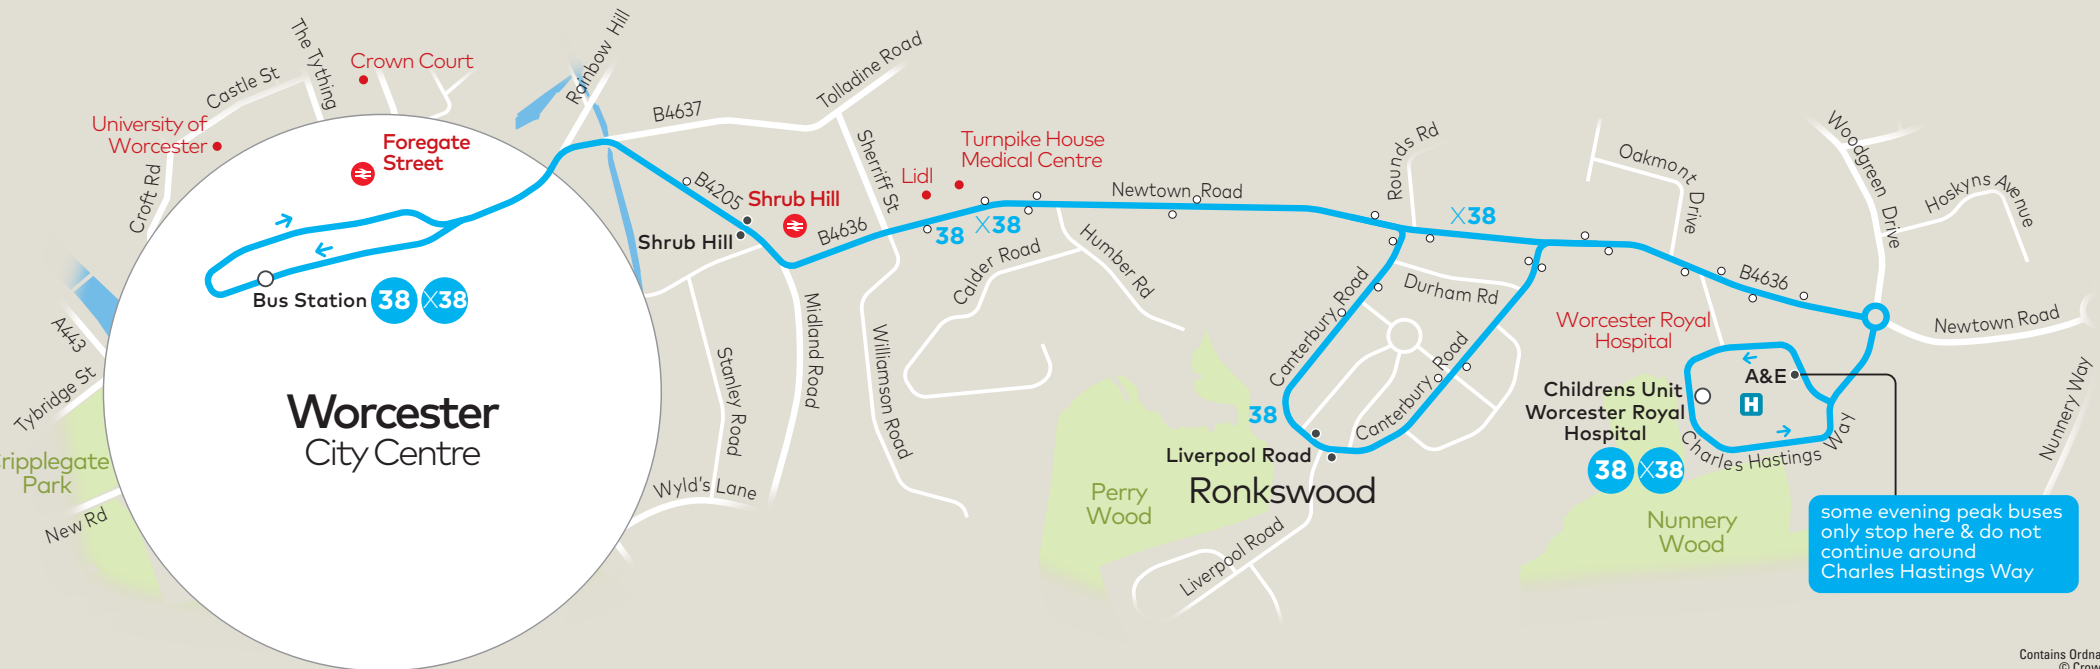 The Tything
Crown Court
Castle St
University of
Worcester
Croft Rd
Foregate
Street
Rainbow Hill
B4637
Tolladine Road
Sherriff St
B4205
Shrub Hill
Shrub Hill
B4636
Lidl
Turnpike House
Medical Centre
38 X38
Newtown Road
Calder Road
Humber Rd
Rounds Rd
X38
Canterbury Road
Durham Rd
Canterbury Road
38
Liverpool Road
Ronkswood
Liverpool Road
Perry
Wood
Oakmont Drive
Woodgreen Drive
Hoskyns Avenue
B4636
Newtown Road
Nunnery Way
Worcester Royal
Hospital
A&E
H
Childrens Unit
Worcester Royal
Hospital
38 X38
Charles Hastings Way
Nunnery
Wood
some evening peak buses
only stop here & do not
continue around
Charles Hastings Way
Bus Station 38 X38
Worcester
City Centre
A443
Tybridge St
ripplegate
Park
New Rd
Stanley Road
Midland Road
Williamson Road
Wyld's Lane
Contains Ordna
© Crow